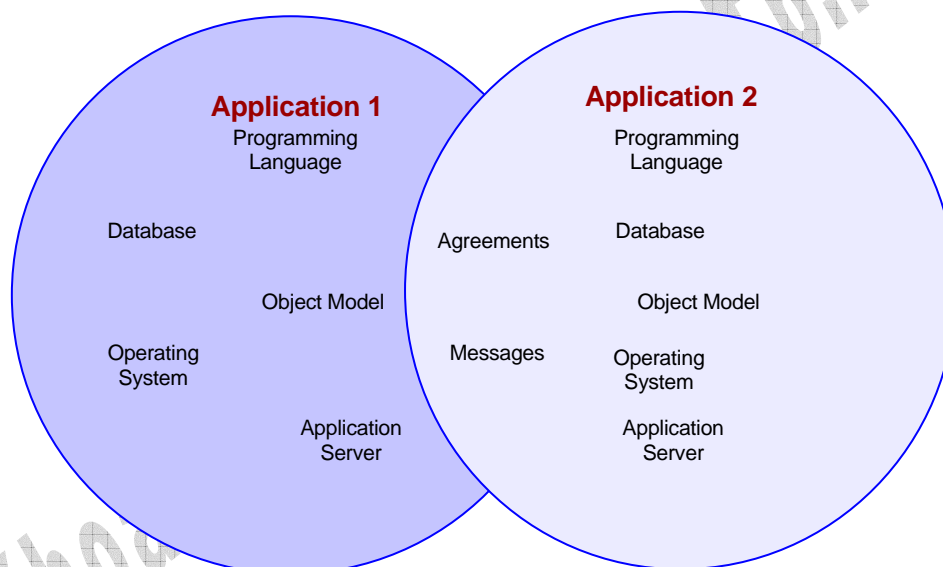 Application 1
Programming
Language
Database
Object Model
Operating
System
Application
Server
Agreements
Messages
Application 2
Programming
Language
Database
Object Model
Operating
System
Application
Server